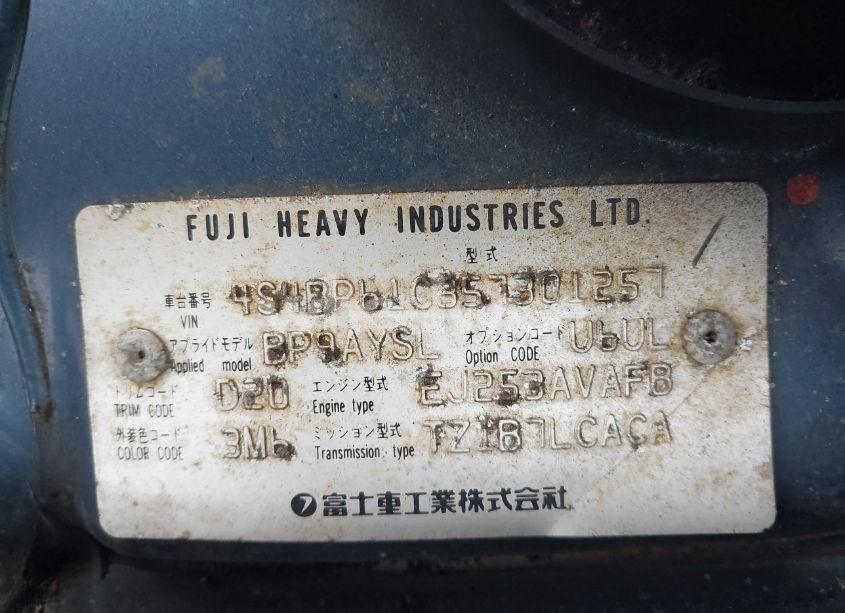 FUJI HEAVY INDUSTRIES LTD.
型式
車台番号 4S4BP61C357301257
VIN
アプライドモデル BP9AYSL オプションコード U6UL
Applied model Option CODE
トリムコード D20 エンジン型式 EJ253AVAFB
TRIM CODE Engine type
外装色コード 3M6 ミッション型式 TZ1B7LCACA
COLOR CODE Transmission type
富士重工業株式会社